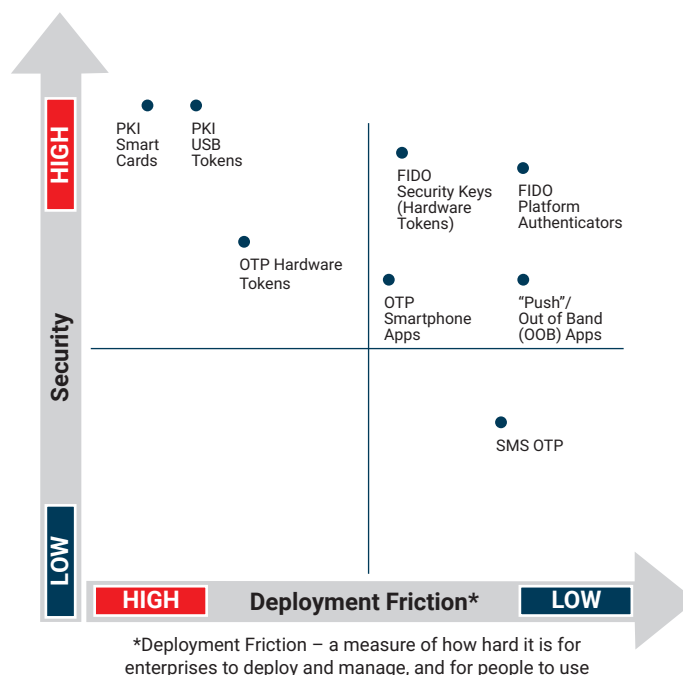 HIGH
Security
LOW
PKI
Smart
Cards
PKI
USB
Tokens
FIDO
Security Keys
(Hardware
Tokens)
FIDO
Platform
Authenticators
OTP Hardware
Tokens
OTP
Smartphone
Apps
“Push”/
Out of Band
(OOB) Apps
SMS OTP
HIGH
Deployment Friction*
LOW
*Deployment Friction – a measure of how hard it is for
enterprises to deploy and manage, and for people to use